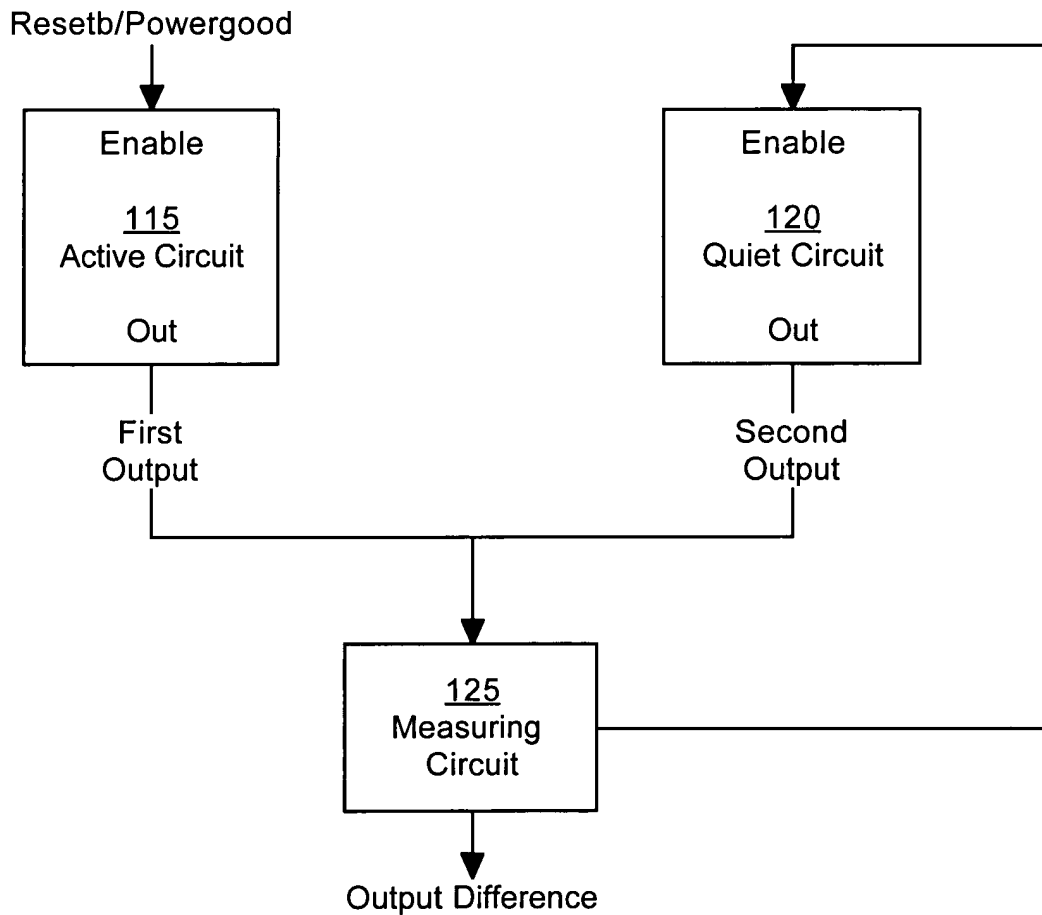 Resetb/Powergood
Enable
115
Active Circuit
Out
First
Output
Enable
120
Quiet Circuit
Out
Second
Output
125
Measuring
Circuit
Output Difference